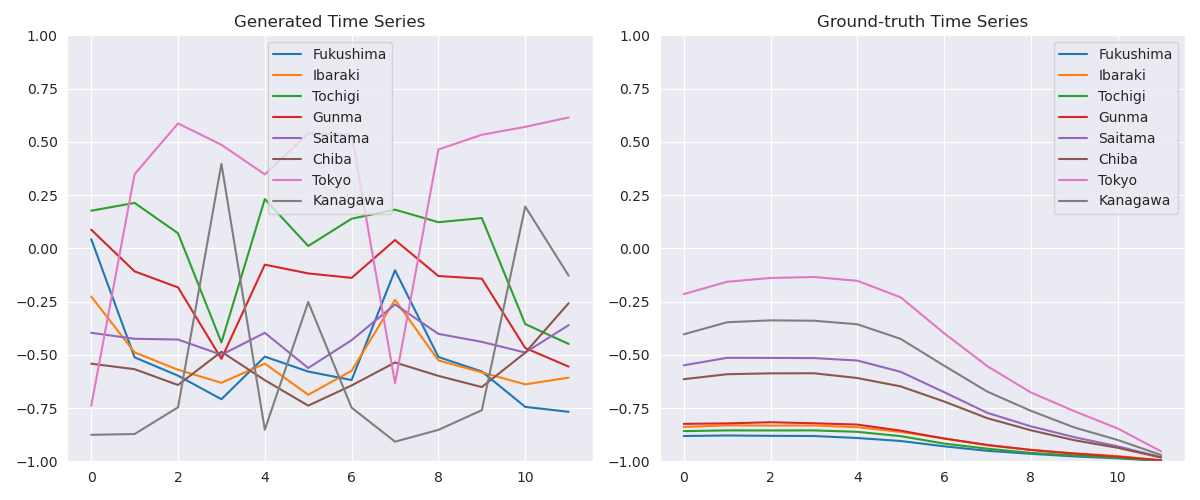 Generated Time Series
1.00
0.75
0.50
0.25
0.00
−0.25
−0.50
−0.75
−1.00
0 2 4 6 8 10
Fukushima
Ibaraki
Tochigi
Gunma
Saitama
Chiba
Tokyo
Kanagawa
Ground-truth Time Series
1.00
0.75
0.50
0.25
0.00
−0.25
−0.50
−0.75
−1.00
0 2 4 6 8 10
Fukushima
Ibaraki
Tochigi
Gunma
Saitama
Chiba
Tokyo
Kanagawa